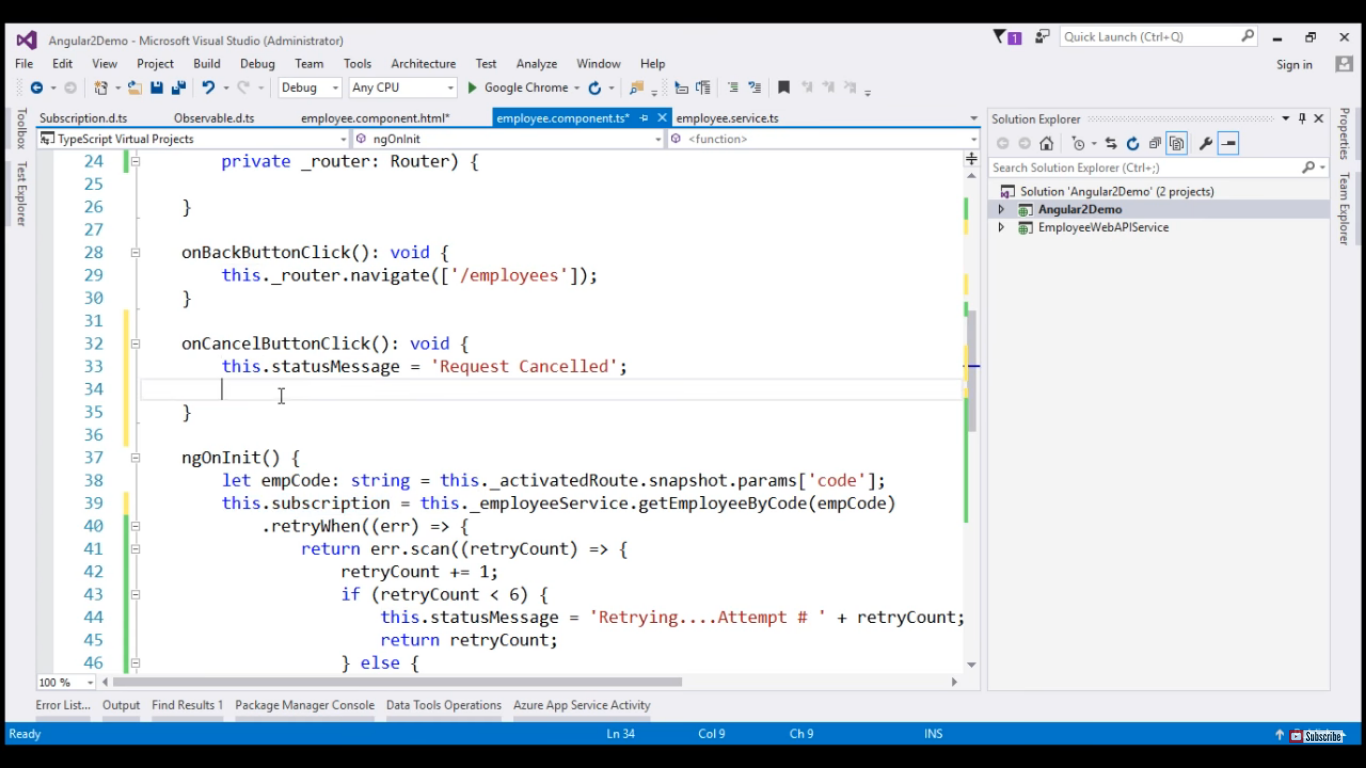 Angular2Demo - Microsoft Visual Studio (Administrator)
1
Quick Launch (Ctrl+Q)
File Edit View Project Build Debug Team Tools Architecture Test Analyze Window Help
Sign in
Debug Any CPU Google Chrome
Toolbox
Test Explorer
Subscription.d.ts Observable.d.ts employee.component.html* employee.component.ts* employee.service.ts
TypeScript Virtual Projects ngOnInit <function>
24 private _router: Router) {
25
26 }
27
28 onBackButtonClick(): void {
29 this._router.navigate(['/employees']);
30 }
31
32 onCancelButtonClick(): void {
33 this.statusMessage = 'Request Cancelled';
34
35 }
36
37 ngOnInit() {
38 let empCode: string = this._activatedRoute.snapshot.params['code'];
39 this.subscription = this._employeeService.getEmployeeByCode(empCode)
40 .retryWhen((err) => {
41 return err.scan((retryCount) => {
42 retryCount += 1;
43 if (retryCount < 6) {
44 this.statusMessage = 'Retrying....Attempt # ' + retryCount;
45 return retryCount;
46 } else {
100 %
Solution Explorer
Search Solution Explorer (Ctrl+;)
Solution 'Angular2Demo' (2 projects)
Angular2Demo
EmployeeWebAPIService
Properties
Team Explorer
Error List... Output Find Results 1 Package Manager Console Data Tools Operations Azure App Service Activity
Ready Ln 34 Col 9 Ch 9 INS
Subscribe